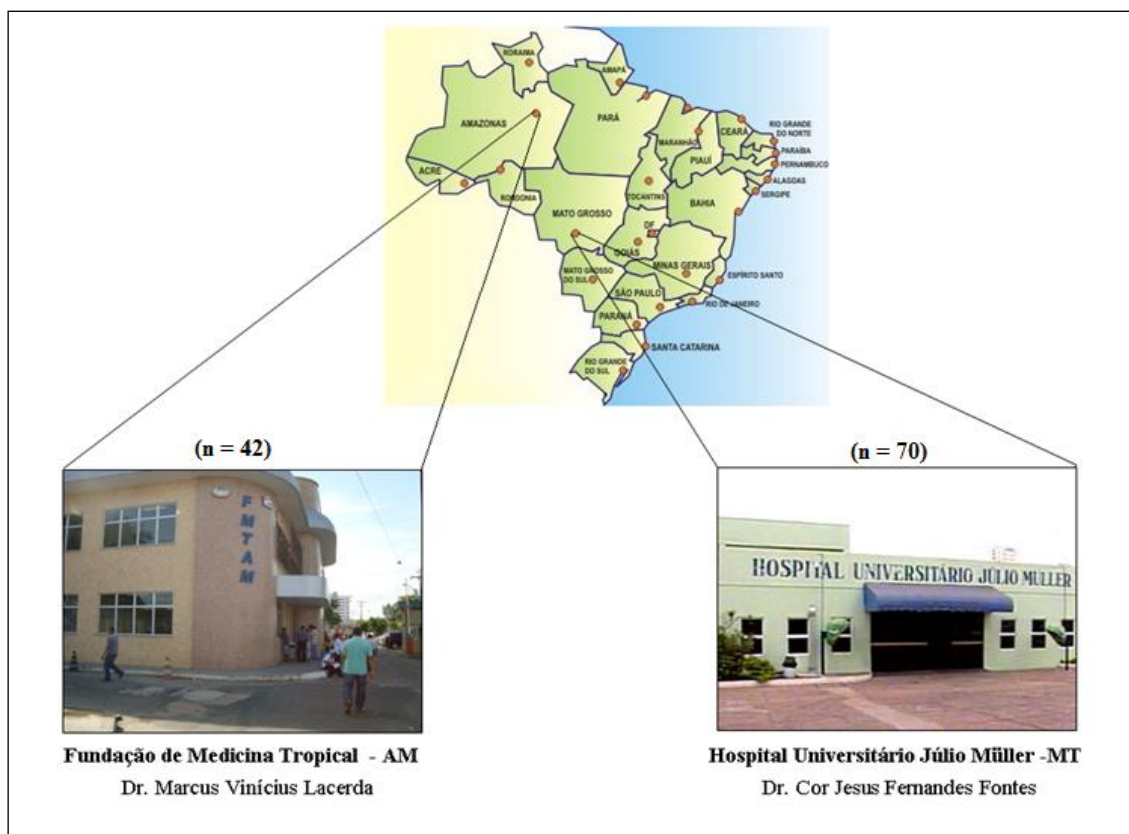 RORAIMA
AMAPÁ
AMAZONAS
PARÁ
CEARÁ
RIO GRANDE
DO NORTE
MARANHÃO
PARAÍBA
PIAUÍ
PERNAMBUCO
ACRE
ALAGOAS
RONDONIA
TOCANTINS
SERGIPE
BAHIA
MATO GROSSO
DF
GOIÁS
MINAS GERAIS
MATO GROSSO
DO SUL
ESPÍRITO SANTO
SÃO PAULO
RIO DE JANEIRO
PARANÁ
SANTA CATARINA
RIO GRANDE
DO SUL
(n = 42)
(n = 70)
FMTAM
HOSPITAL UNIVERSITÁRIO JÚLIO MULLER
Fundação de Medicina Tropical - AM
Dr. Marcus Vinícius Lacerda
Hospital Universitário Júlio Müller -MT
Dr. Cor Jesus Fernandes Fontes